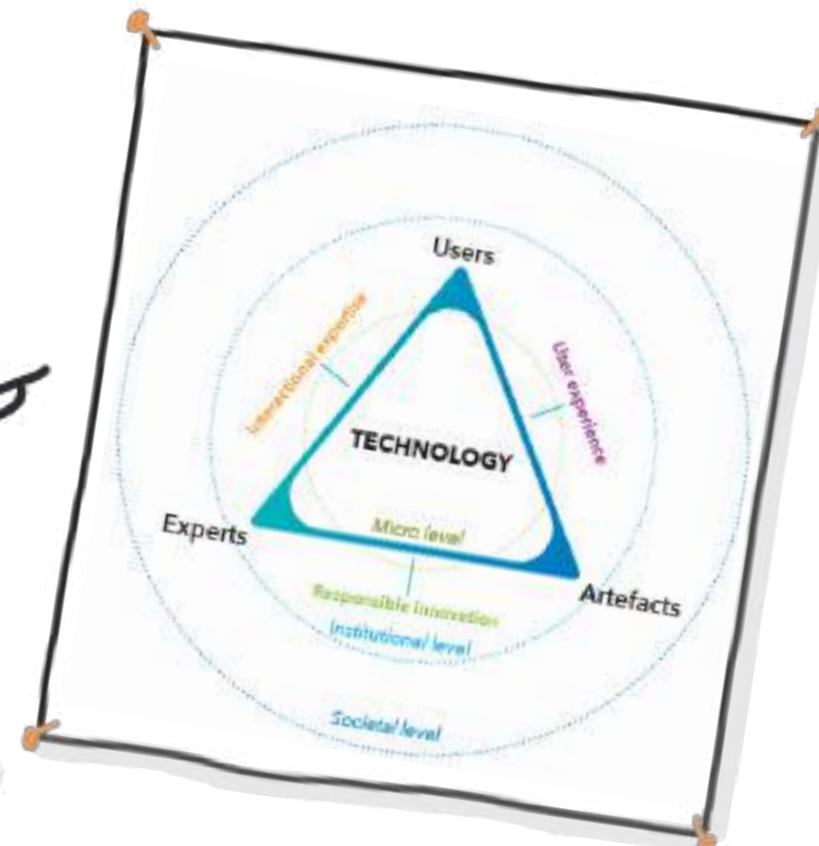 Users
Interactional expertise
User experience
TECHNOLOGY
Experts
Micro level
Artefacts
Responsible innovation
Institutional level
Societal level